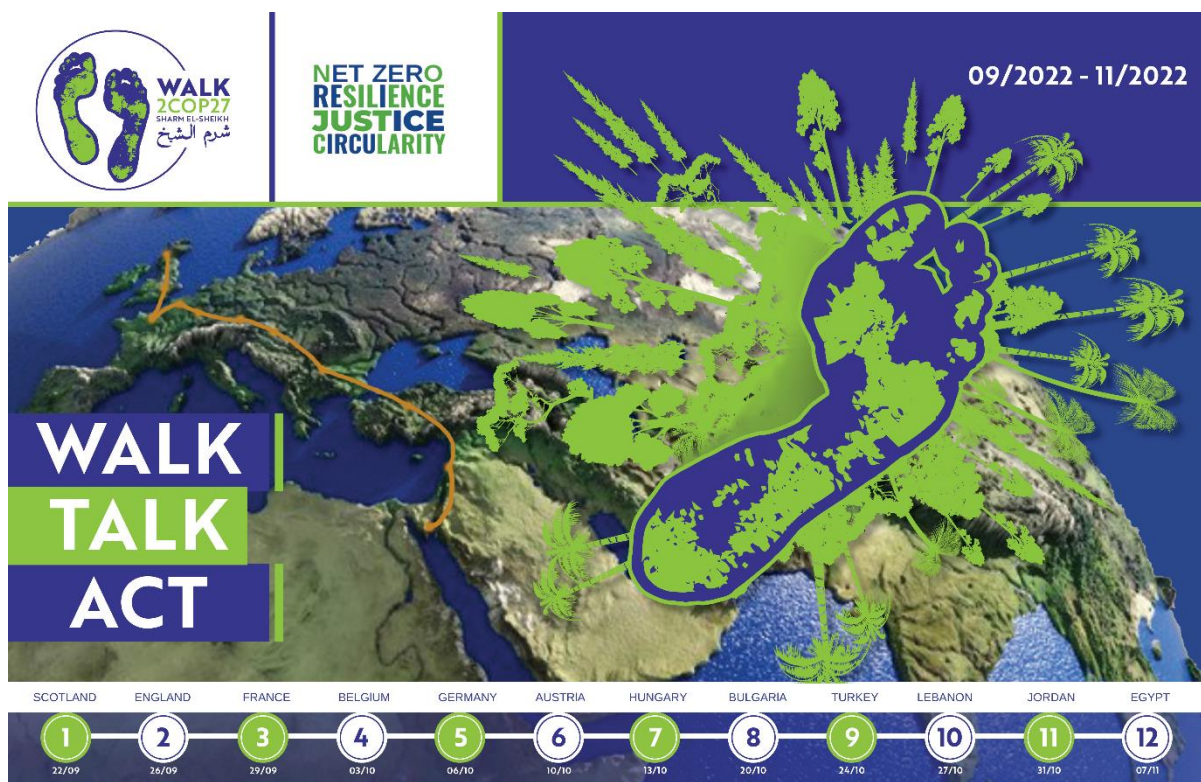 WALK
2COP27
SHARM EL-SHEIKH
شرم الشيخ
NET ZERO
RESILIENCE
JUSTICE
CIRCULARITY
09/2022 - 11/2022
WALK
TALK
ACT
SCOTLAND ENGLAND FRANCE BELGIUM GERMANY AUSTRIA HUNGARY BULGARIA TURKEY LEBANON JORDAN EGYPT
1 2 3 4 5 6 7 8 9 10 11 12
22/09 26/09 29/09 03/10 06/10 10/10 13/10 20/10 24/10 27/10 31/10 07/11